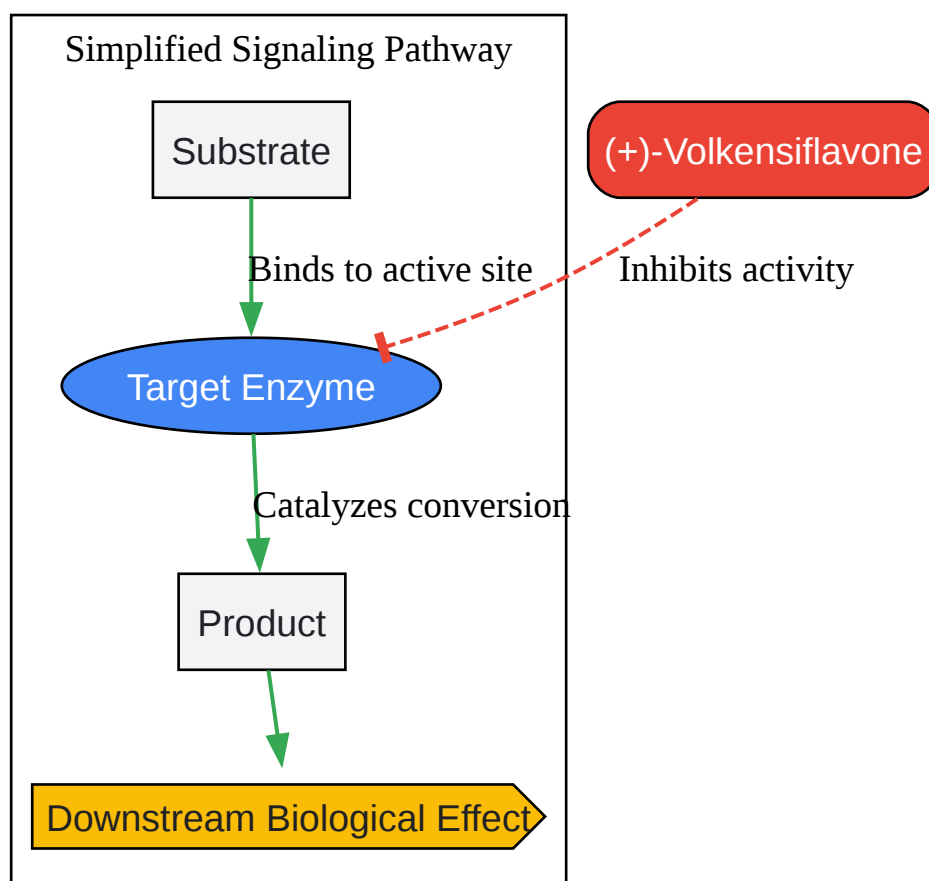 Simplified Signaling Pathway
Substrate
(+)-Volkensiflavone
Binds to active site
Inhibits activity
Target Enzyme
Catalyzes conversion
Product
Downstream Biological Effect